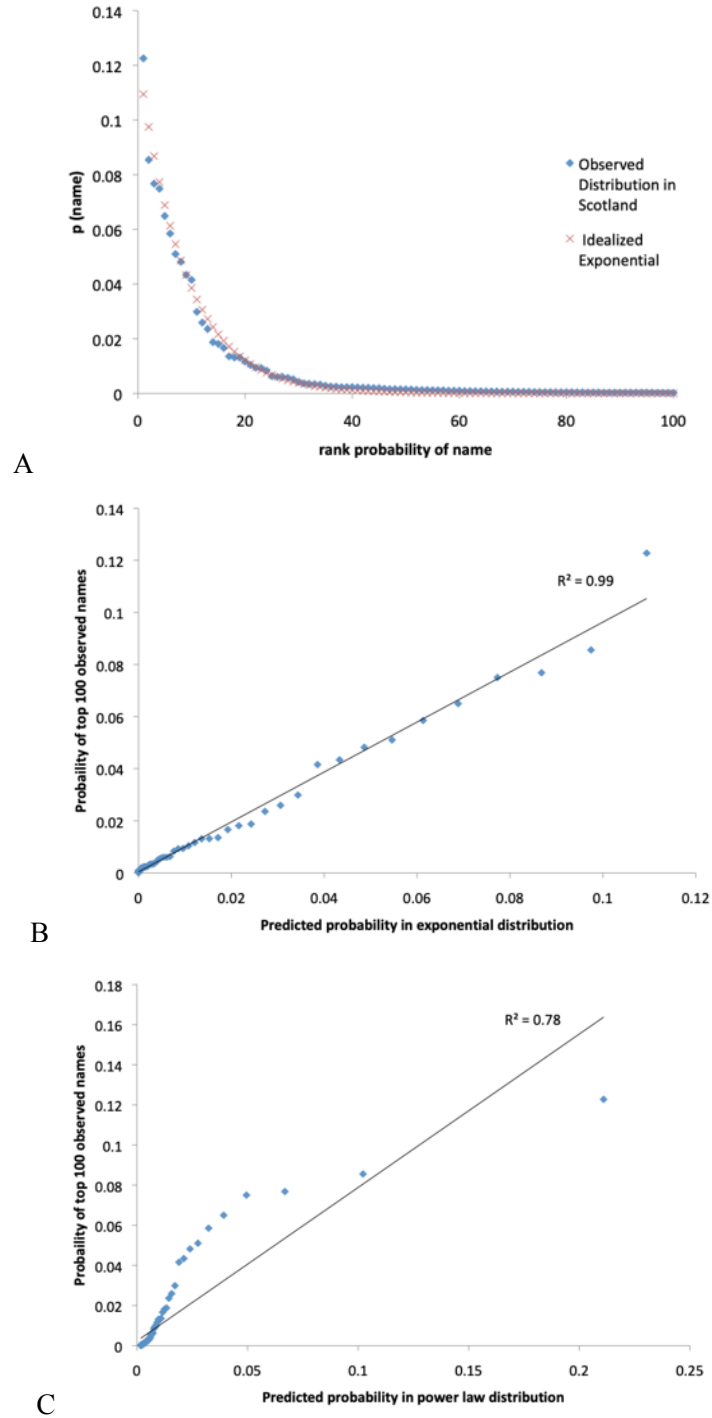 0.14
0.12
0.1
0.08
0.06
0.04
0.02
0
p (name)
Observed
Distribution in
Scotland
Idealized
Exponential
0 20 40 60 80 100
rank probability of name
A
0.14
0.12
0.1
0.08
0.06
0.04
0.02
0
Probaility of top 100 observed names
R² = 0.99
0 0.02 0.04 0.06 0.08 0.1 0.12
Predicted probability in exponential distribution
B
0.18
0.16
0.14
0.12
0.1
0.08
0.06
0.04
0.02
0
Probaility of top 100 observed names
R² = 0.78
0 0.05 0.1 0.15 0.2 0.25
Predicted probability in power law distribution
C